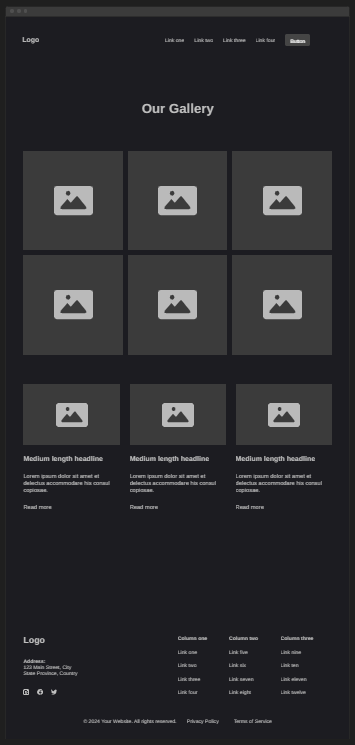 Logo
Link one Link two Link three Link four Button
Our Gallery
Medium length headline
Lorem ipsum dolor sit amet et
delectus accommodare his consul
copiosae.
Read more
Medium length headline
Lorem ipsum dolor sit amet et
delectus accommodare his consul
copiosae.
Read more
Medium length headline
Lorem ipsum dolor sit amet et
delectus accommodare his consul
copiosae.
Read more
Logo
Address:
123 Main Street, City
State Province, Country
Column one
Link one
Link two
Link three
Link four
Column two
Link five
Link six
Link seven
Link eight
Column three
Link nine
Link ten
Link eleven
Link twelve
© 2024 Your Website. All rights reserved. Privacy Policy Terms of Service